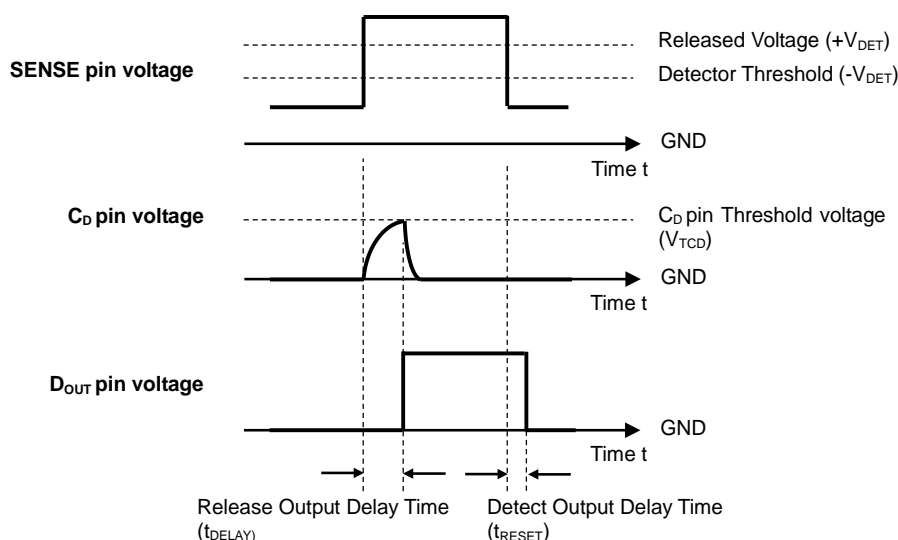 Released Voltage (+VDET)
SENSE pin voltage
Detector Threshold (-VDET)
GND
Time t
CD pin voltage
CD pin Threshold voltage
(VTCD)
GND
Time t
DOUT pin voltage
GND
Time t
Release Output Delay Time
(tDELAY)
Detect Output Delay Time
(tRESET)